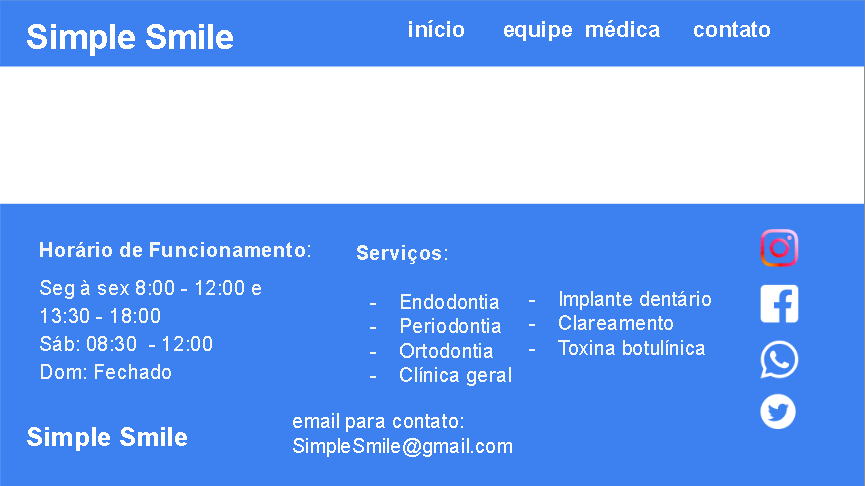 Simple Smile
início equipe médica contato
Horário de Funcionamento:
Seg à sex 8:00 - 12:00 e
13:30 - 18:00
Sáb: 08:30 - 12:00
Dom: Fechado
Serviços:
- Endodontia
- Periodontia
- Ortodontia
- Clínica geral
- Implante dentário
- Clareamento
- Toxina botulínica
Simple Smile
email para contato:
SimpleSmile@gmail.com